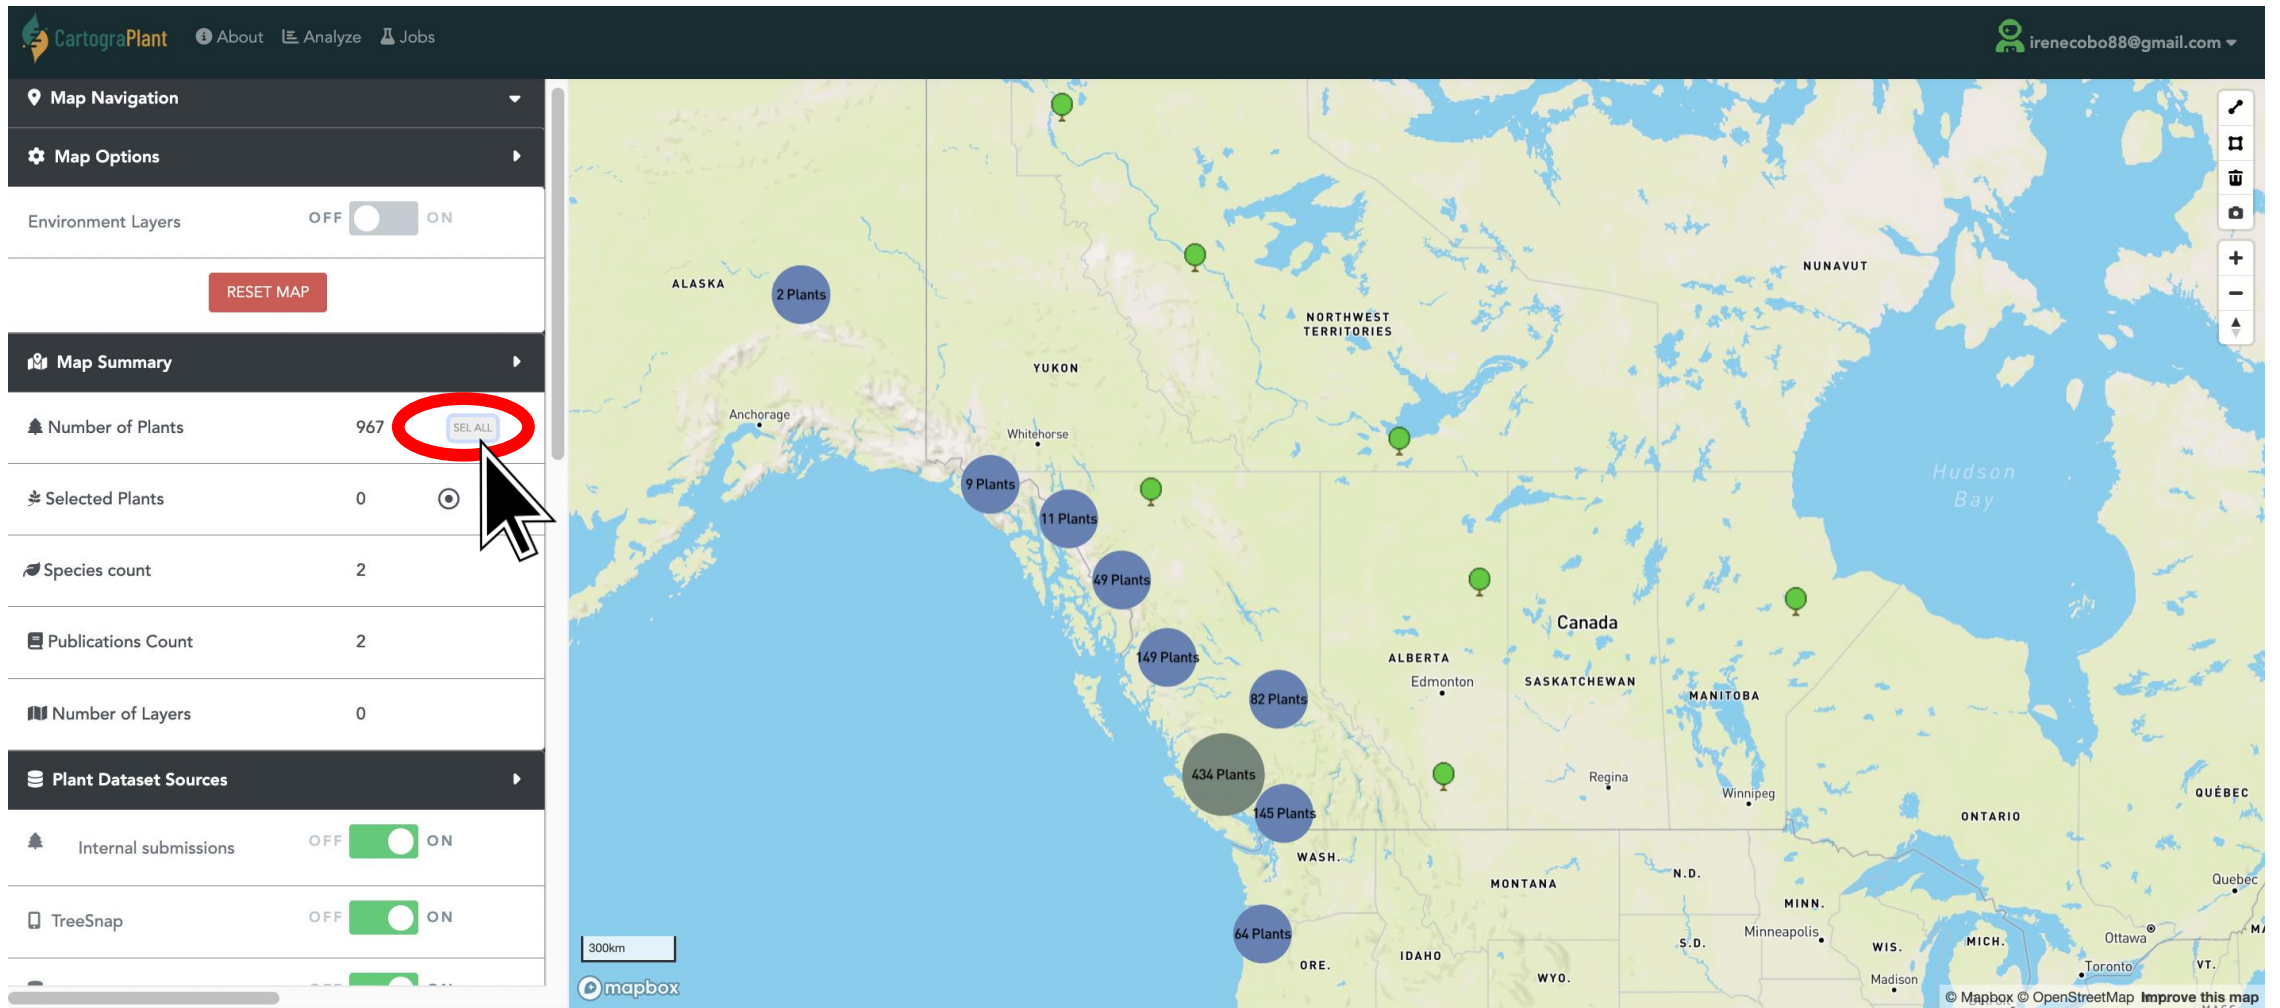 CartograPlant About Analyze Jobs irenecobo88@gmail.com
Map Navigation
Map Options
Environment Layers OFF ON
RESET MAP
Map Summary
Number of Plants 967 SEL ALL
Selected Plants 0
Species count 2
Publications Count 2
Number of Layers 0
Plant Dataset Sources
Internal submissions OFF ON
TreeSnap OFF ON
NUNAVUT
ALASKA
2 Plants
NORTHWEST
TERRITORIES
YUKON
Anchorage
Whitehorse
Hudson
Bay
9 Plants
11 Plants
49 Plants
Canada
149 Plants
ALBERTA
Edmonton
SASKATCHEWAN
MANITOBA
82 Plants
434 Plants
Regina
Winnipeg
QUÉBEC
145 Plants
ONTARIO
WASH.
MONTANA
N.D.
Quebec
MINN.
64 Plants
Minneapolis
S.D.
WIS.
MICH.
Ottawa
300km
ORE.
IDAHO
WYO.
Madison
Toronto
VT.
mapbox
© Mapbox © OpenStreetMap Improve this map